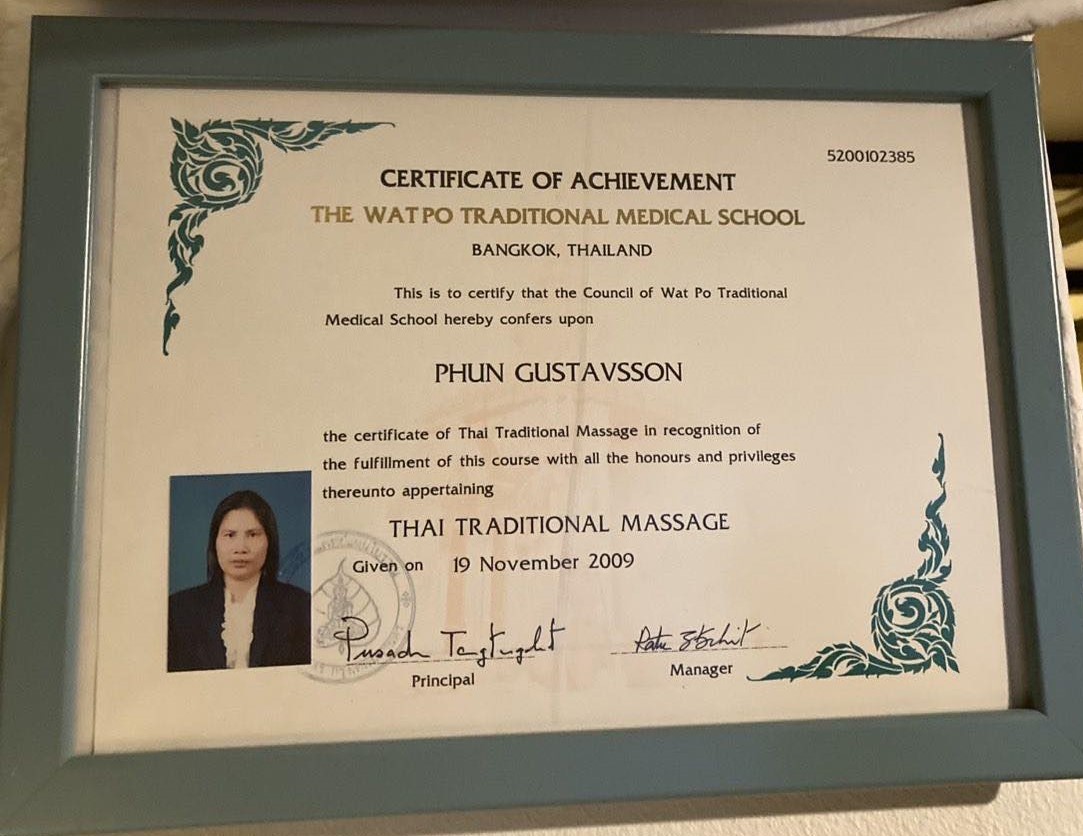 5200102385
CERTIFICATE OF ACHIEVEMENT
THE WAT PO TRADITIONAL MEDICAL SCHOOL
BANGKOK, THAILAND
This is to certify that the Council of Wat Po Traditional
Medical School hereby confers upon
PHUN GUSTAVSSON
the certificate of Thai Traditional Massage in recognition of
the fulfillment of this course with all the honours and privileges
thereunto appertaining
THAI TRADITIONAL MASSAGE
Given on 19 November 2009
Principal
Manager